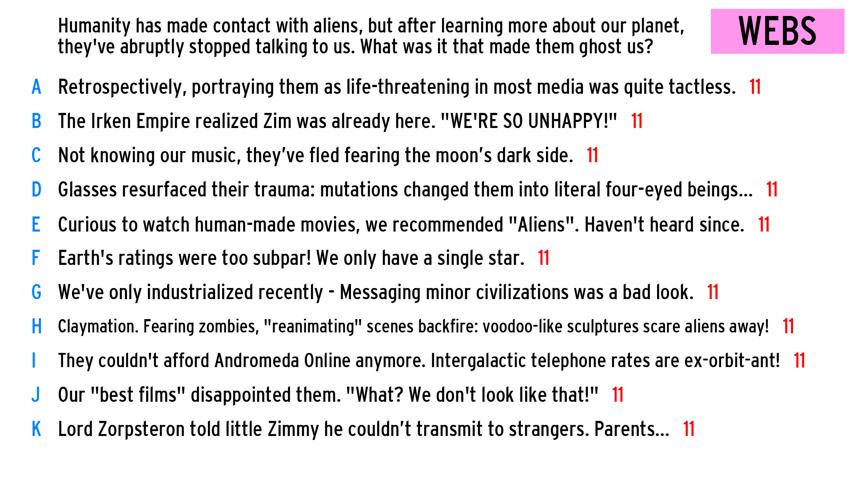 Humanity has made contact with aliens, but after learning more about our planet,
they've abruptly stopped talking to us. What was it that made them ghost us?
WEBS
A Retrospectively, portraying them as life-threatening in most media was quite tactless. 11
B The Irken Empire realized Zim was already here. "WE'RE SO UNHAPPY!" 11
C Not knowing our music, they’ve fled fearing the moon’s dark side. 11
D Glasses resurfaced their trauma: mutations changed them into literal four-eyed beings... 11
E Curious to watch human-made movies, we recommended "Aliens". Haven't heard since. 11
F Earth's ratings were too subpar! We only have a single star. 11
G We've only industrialized recently - Messaging minor civilizations was a bad look. 11
H Claymation. Fearing zombies, "reanimating" scenes backfire: voodoo-like sculptures scare aliens away! 11
I They couldn't afford Andromeda Online anymore. Intergalactic telephone rates are ex-orbit-ant! 11
J Our "best films" disappointed them. "What? We don't look like that!" 11
K Lord Zorpsteron told little Zimmy he couldn’t transmit to strangers. Parents... 11